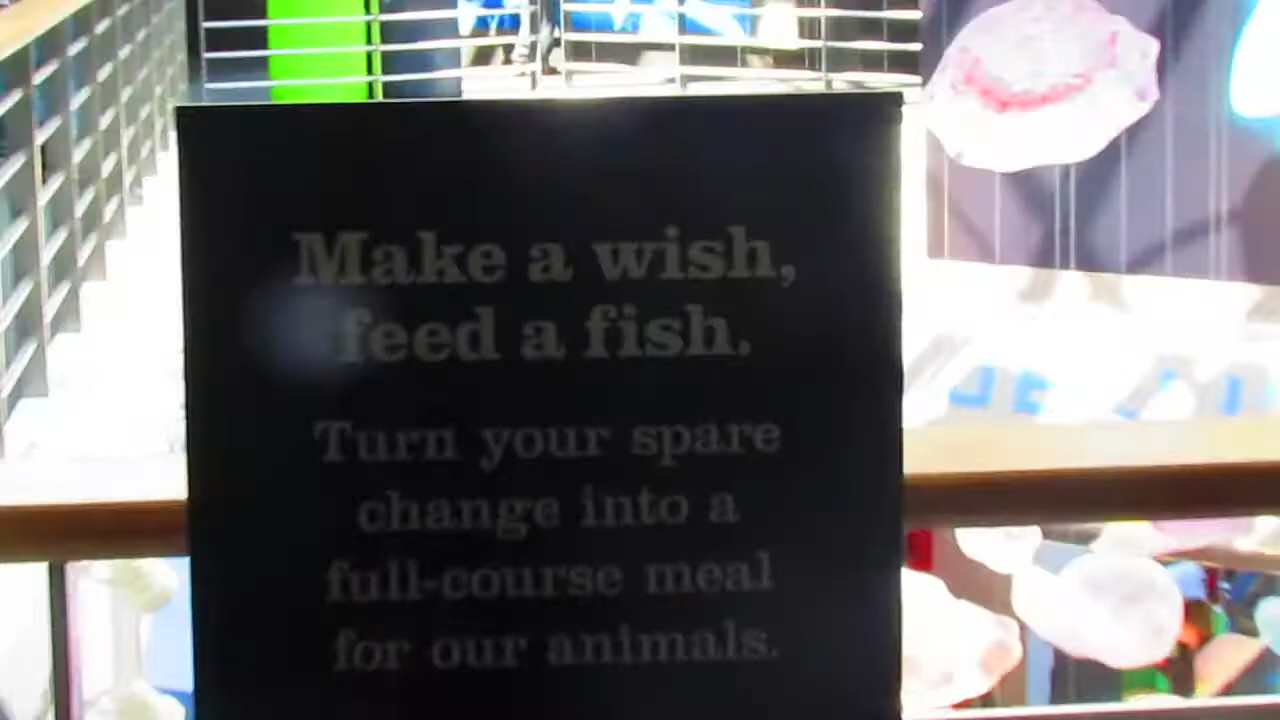 Make a wish,
feed a fish.
Turn your spare
change into a
full-course meal
for our animals.